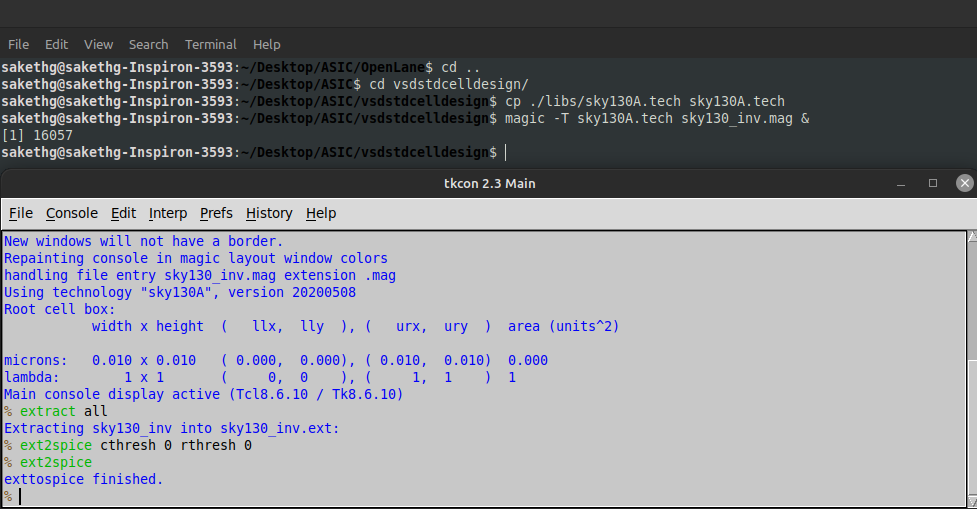 File Edit View Search Terminal Help
sakethg@sakethg-Inspiron-3593:~/Desktop/ASIC/OpenLane$ cd ..
sakethg@sakethg-Inspiron-3593:~/Desktop/ASIC$ cd vsdstdcelldesign/
sakethg@sakethg-Inspiron-3593:~/Desktop/ASIC/vsdstdcelldesign$ cp ./libs/sky130A.tech sky130A.tech
sakethg@sakethg-Inspiron-3593:~/Desktop/ASIC/vsdstdcelldesign$ magic -T sky130A.tech sky130_inv.mag &
[1] 16057
sakethg@sakethg-Inspiron-3593:~/Desktop/ASIC/vsdstdcelldesign$
tkcon 2.3 Main
File Console Edit Interp Prefs History Help
New windows will not have a border.
Repainting console in magic layout window colors
handling file entry sky130_inv.mag extension .mag
Using technology "sky130A", version 20200508
Root cell box:
width x height ( llx, lly ), ( urx, ury ) area (units^2)
microns: 0.010 x 0.010 ( 0.000, 0.000), ( 0.010, 0.010) 0.000
lambda: 1 x 1 ( 0, 0 ), ( 1, 1 ) 1
Main console display active (Tcl8.6.10 / Tk8.6.10)
% extract all
Extracting sky130_inv into sky130_inv.ext:
% ext2spice cthresh 0 rthresh 0
% ext2spice
exttospice finished.
%